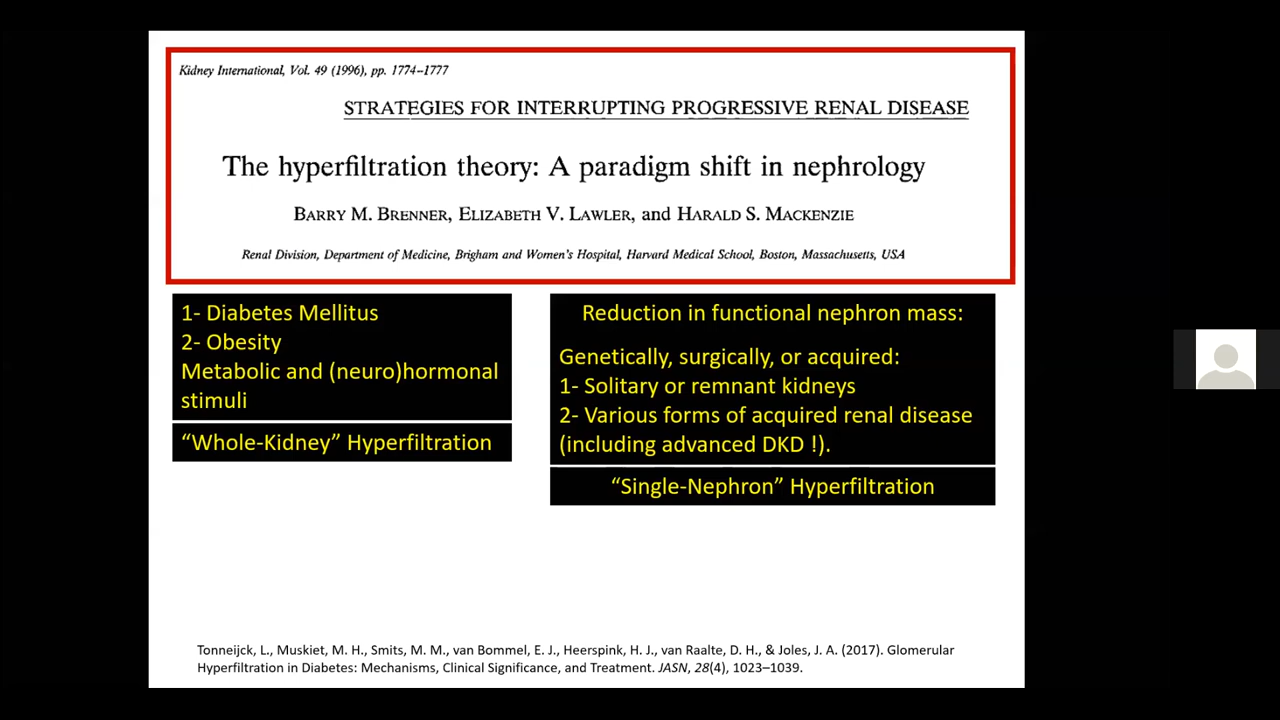 Kidney International, Vol. 49 (1996), pp. 1774–1777
STRATEGIES FOR INTERRUPTING PROGRESSIVE RENAL DISEASE
The hyperfiltration theory: A paradigm shift in nephrology
BARRY M. BRENNER, ELIZABETH V. LAWLER, and HARALD S. MACKENZIE
Renal Division, Department of Medicine, Brigham and Women's Hospital, Harvard Medical School, Boston, Massachusetts, USA
1- Diabetes Mellitus
2- Obesity
Metabolic and (neuro)hormonal
stimuli
“Whole-Kidney” Hyperfiltration
Reduction in functional nephron mass:
Genetically, surgically, or acquired:
1- Solitary or remnant kidneys
2- Various forms of acquired renal disease
(including advanced DKD !).
“Single-Nephron” Hyperfiltration
Tonneijck, L., Muskiet, M. H., Smits, M. M., van Bommel, E. J., Heerspink, H. J., van Raalte, D. H., & Joles, J. A. (2017). Glomerular
Hyperfiltration in Diabetes: Mechanisms, Clinical Significance, and Treatment. JASN, 28(4), 1023–1039.